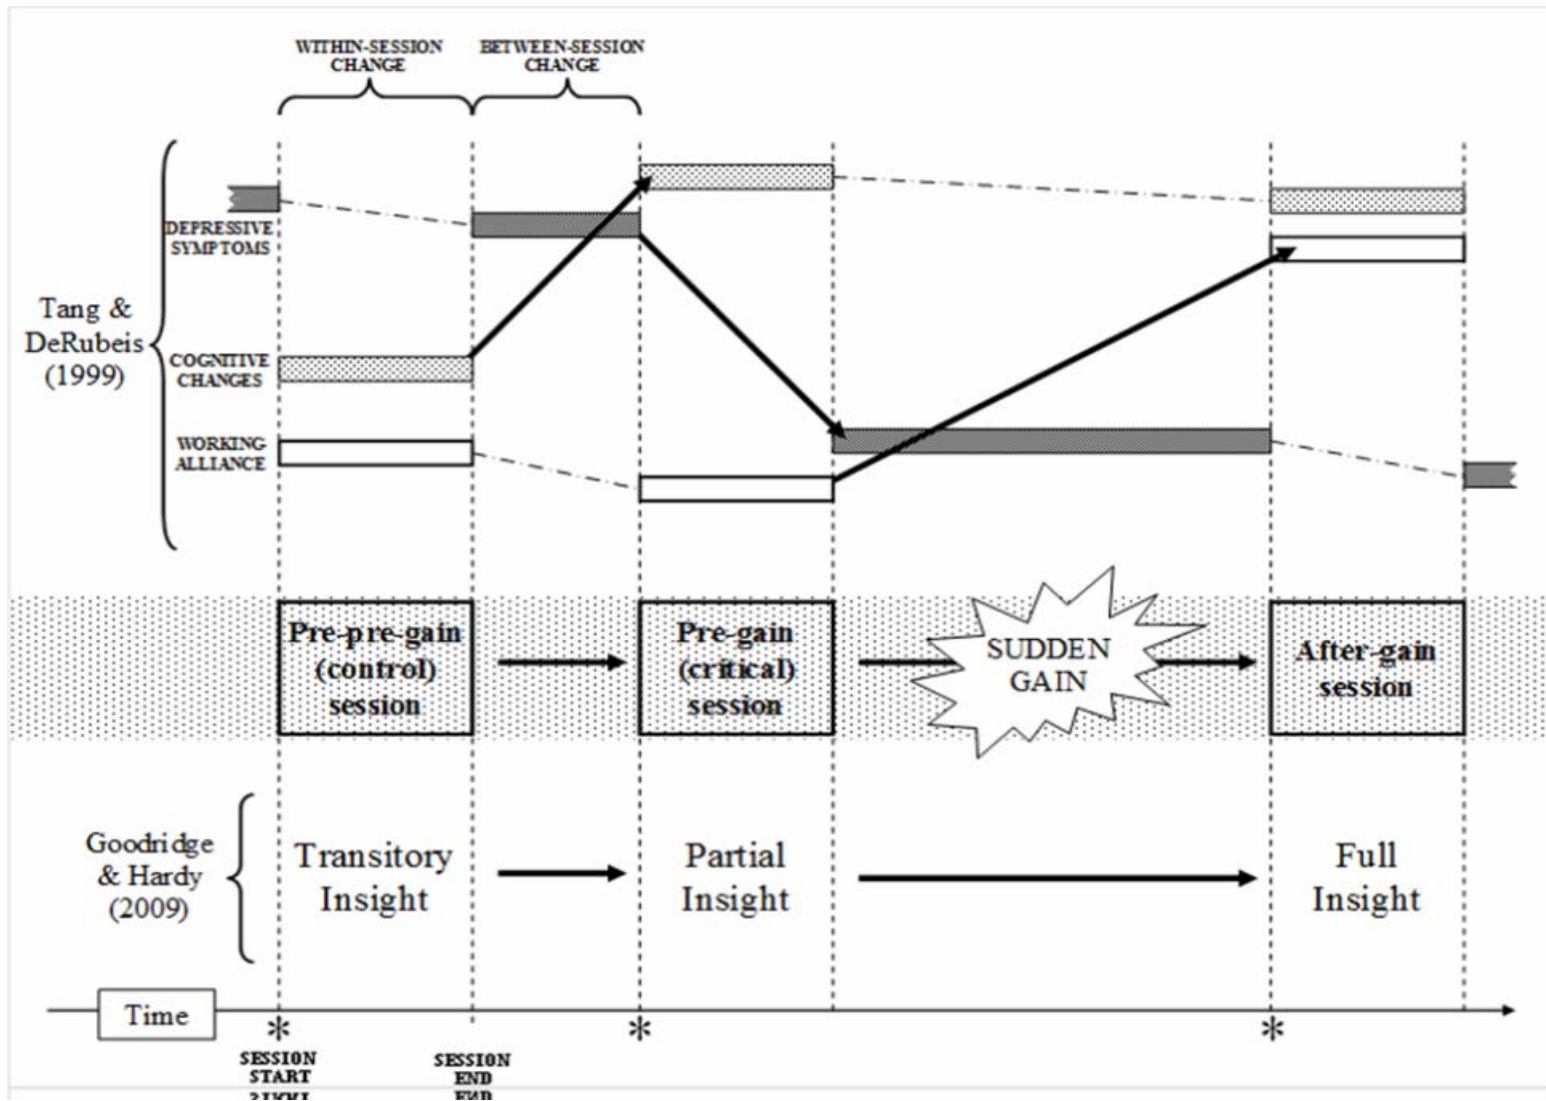 WITHIN-SESSION
CHANGE
BETWEEN-SESSION
CHANGE
DEPRESSIVE
SYMPTOMS
Tang &
DeRubeis
(1999)
COGNITIVE
CHANGES
WORKING
ALLIANCE
Pre-pre-gain
(control)
session
Pre-gain
(critical)
session
SUDDEN
GAIN
After-gain
session
Goodridge
& Hardy
(2009)
Transitory
Insight
Partial
Insight
Full
Insight
Time
*
*
*
SESSION
START
SESSION
END